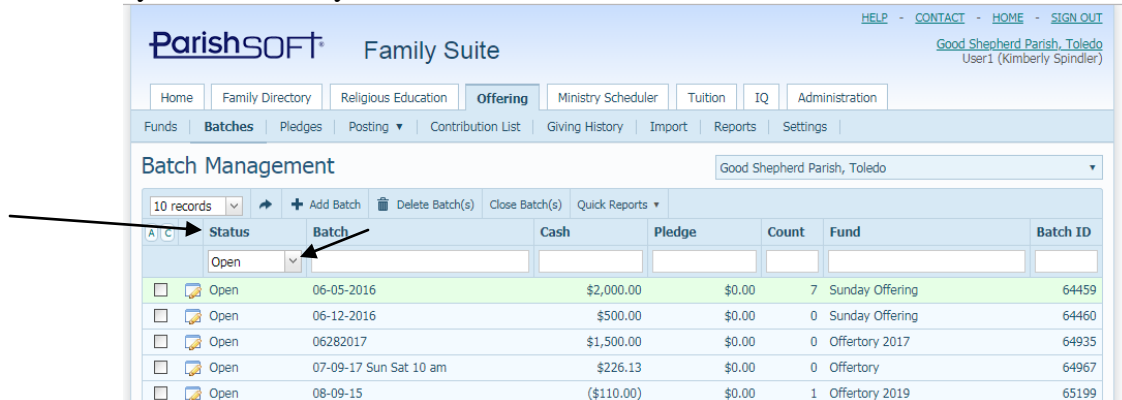 HELP - CONTACT - HOME - SIGN OUT
ParishSOFT Family Suite
Good Shepherd Parish, Toledo
User1 (Kimberly Spindler)
Home Family Directory Religious Education Offering Ministry Scheduler Tuition IQ Administration
Funds Batches Pledges Posting ▼ Contribution List Giving History Import Reports Settings
Batch Management Good Shepherd Parish, Toledo
10 records Add Batch Delete Batch(s) Close Batch(s) Quick Reports ▼
A C Status Batch Cash Pledge Count Fund Batch ID
Open
Open 06-05-2016 $2,000.00 $0.00 7 Sunday Offering 64459
Open 06-12-2016 $500.00 $0.00 0 Sunday Offering 64460
Open 06282017 $1,500.00 $0.00 0 Offertory 2017 64935
Open 07-09-17 Sun Sat 10 am $226.13 $0.00 0 Offertory 64967
Open 08-09-15 ($110.00) $0.00 1 Offertory 2019 65199